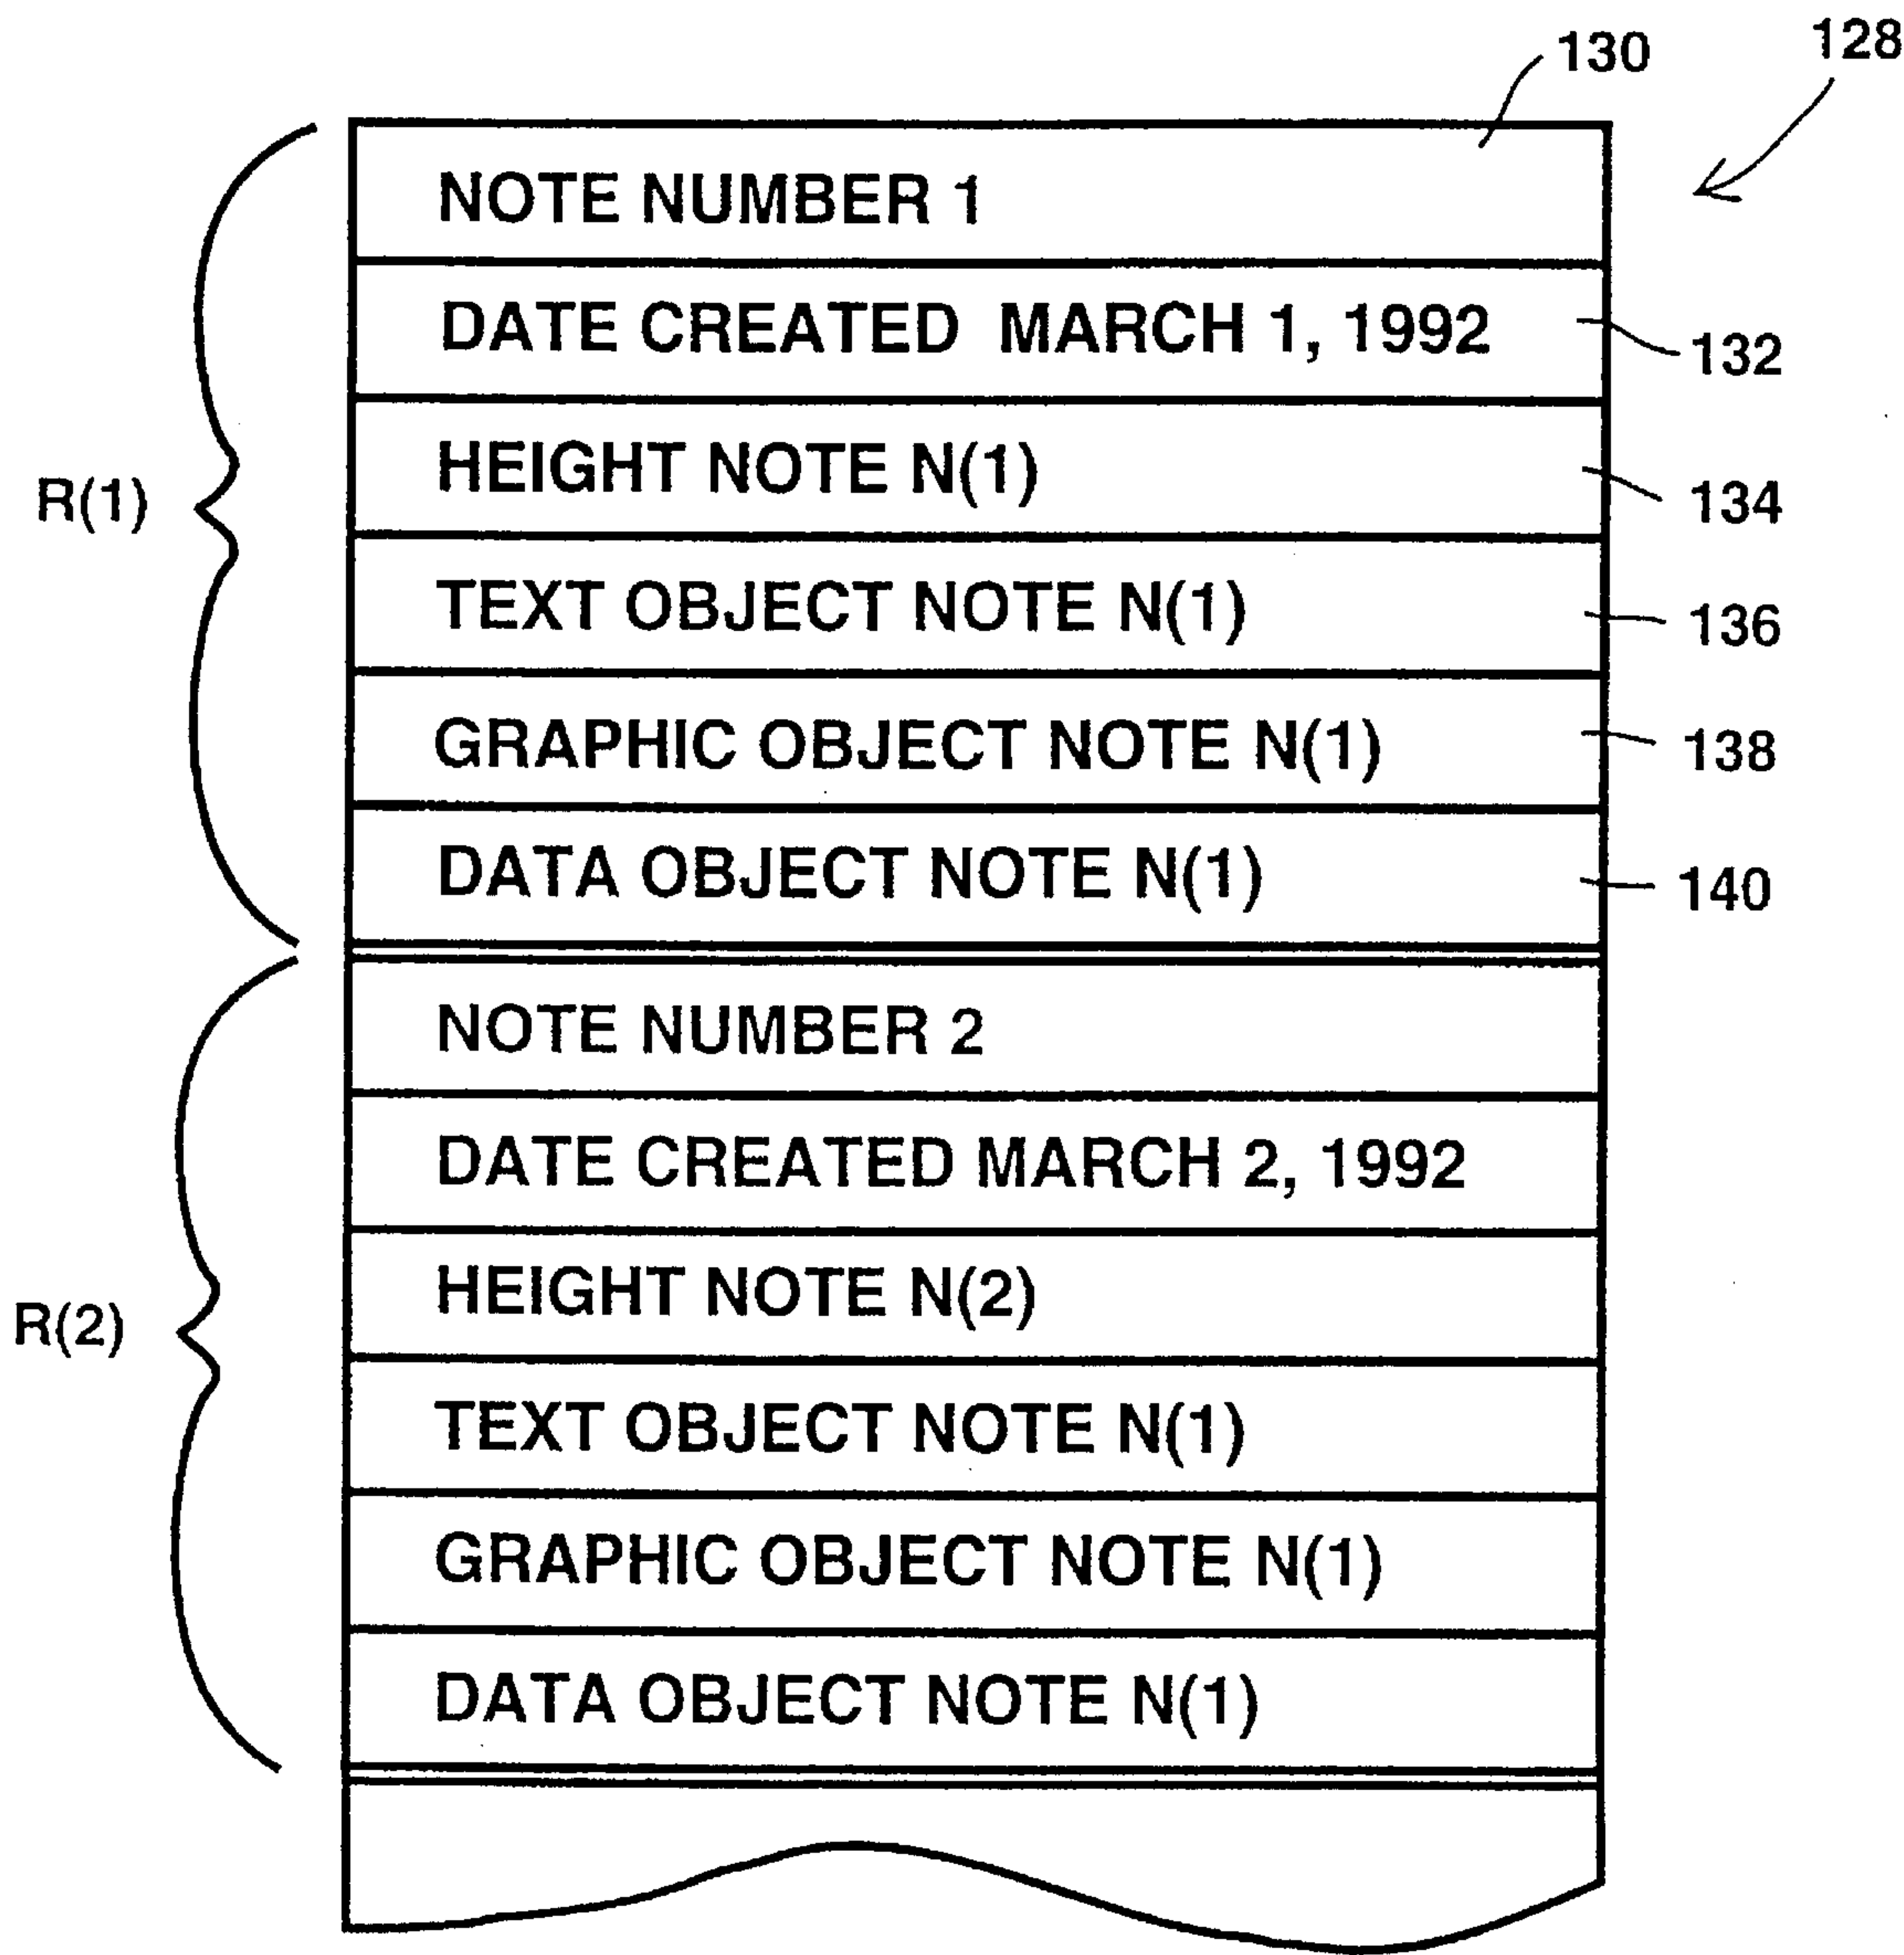 130 128
NOTE NUMBER 1
DATE CREATED MARCH 1, 1992
132
HEIGHT NOTE N(1)
134
R(1)
TEXT OBJECT NOTE N(1)
136
GRAPHIC OBJECT NOTE N(1)
138
DATA OBJECT NOTE N(1)
140
NOTE NUMBER 2
DATE CREATED MARCH 2, 1992
HEIGHT NOTE N(2)
R(2)
TEXT OBJECT NOTE N(1)
GRAPHIC OBJECT NOTE N(1)
DATA OBJECT NOTE N(1)